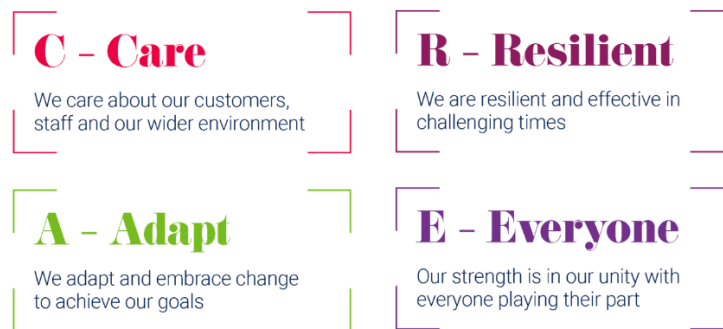 C – Care
We care about our customers,
staff and our wider environment
A – Adapt
We adapt and embrace change
to achieve our goals
R – Resilient
We are resilient and effective in
challenging times
E – Everyone
Our strength is in our unity with
everyone playing their part